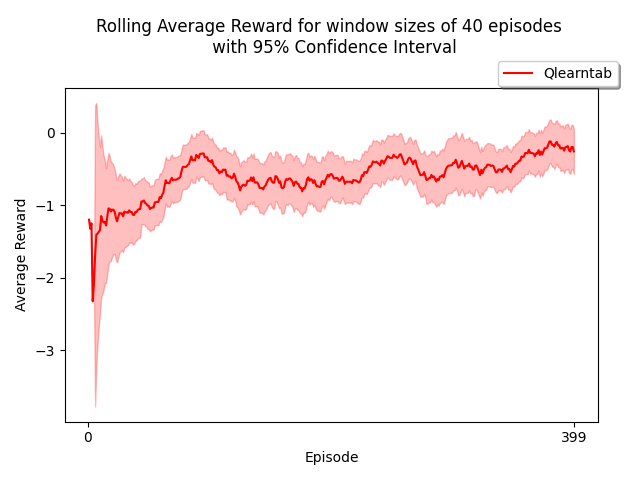 Rolling Average Reward for window sizes of 40 episodes
with 95% Confidence Interval
Qlearntab
0
−1
−2
−3
Average Reward
0
399
Episode